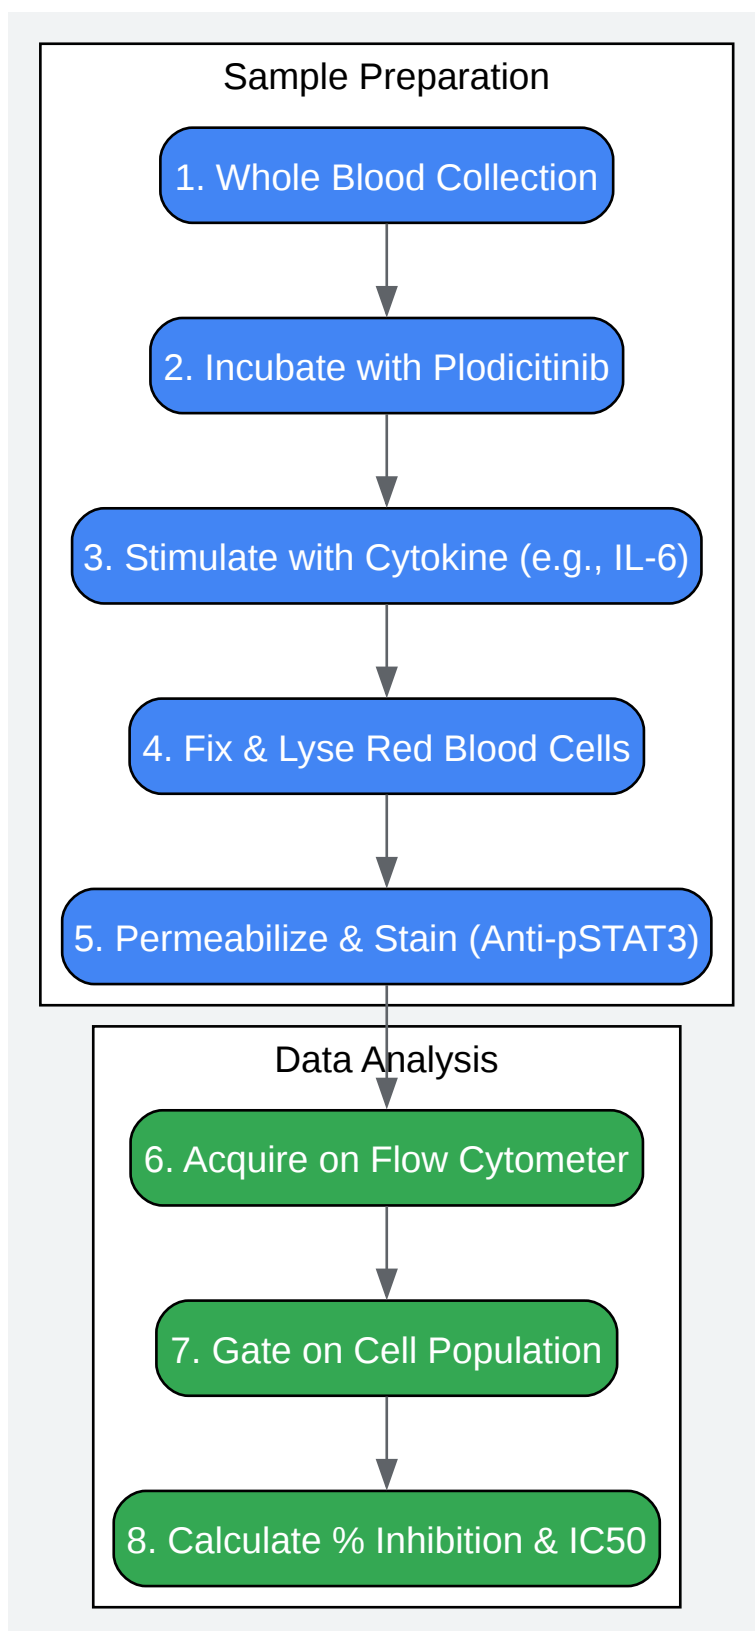 Sample Preparation
1. Whole Blood Collection
2. Incubate with Plodicitinib
3. Stimulate with Cytokine (e.g., IL-6)
4. Fix & Lyse Red Blood Cells
5. Permeabilize & Stain (Anti-pSTAT3)
Data Analysis
6. Acquire on Flow Cytometer
7. Gate on Cell Population
8. Calculate % Inhibition & IC50